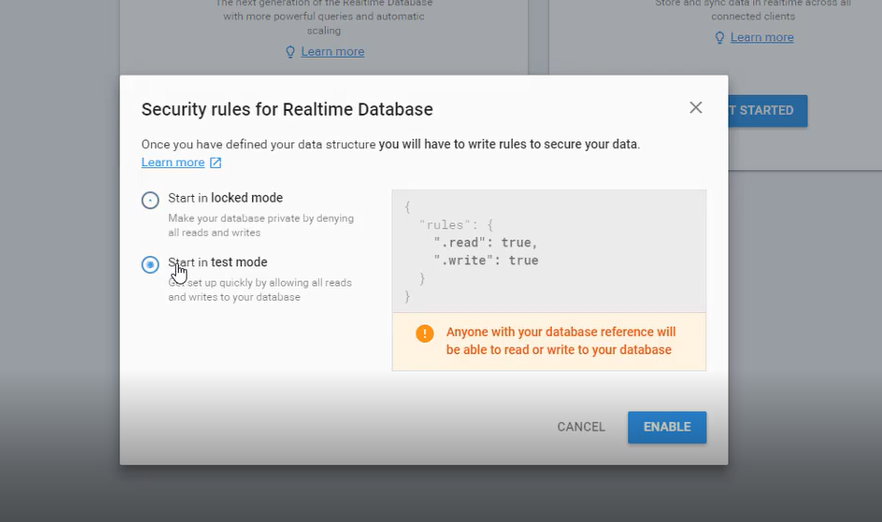 The next generation of the Realtime Database
with more powerful queries and automatic
scaling
Learn more
Store and sync data in realtime across all
connected clients
Learn more
T STARTED
Security rules for Realtime Database
Once you have defined your data structure you will have to write rules to secure your data.
Learn more
Start in locked mode
Make your database private by denying
all reads and writes
Start in test mode
Get set up quickly by allowing all reads
and writes to your database
{
"rules": {
".read": true,
".write": true
}
}
Anyone with your database reference will
be able to read or write to your database
CANCEL
ENABLE